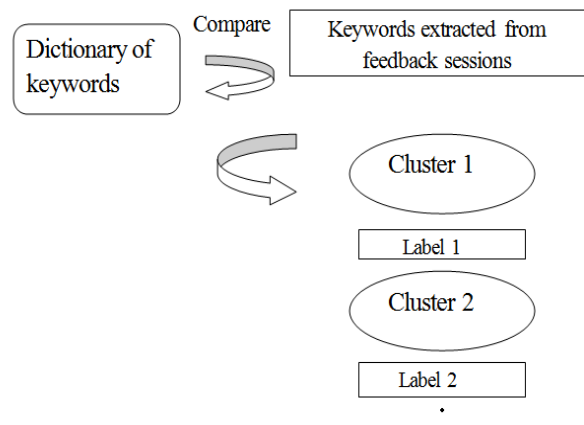 Compare
Dictionary of
keywords
Keywords extracted from
feedback sessions
Cluster 1
Label 1
Cluster 2
Label 2